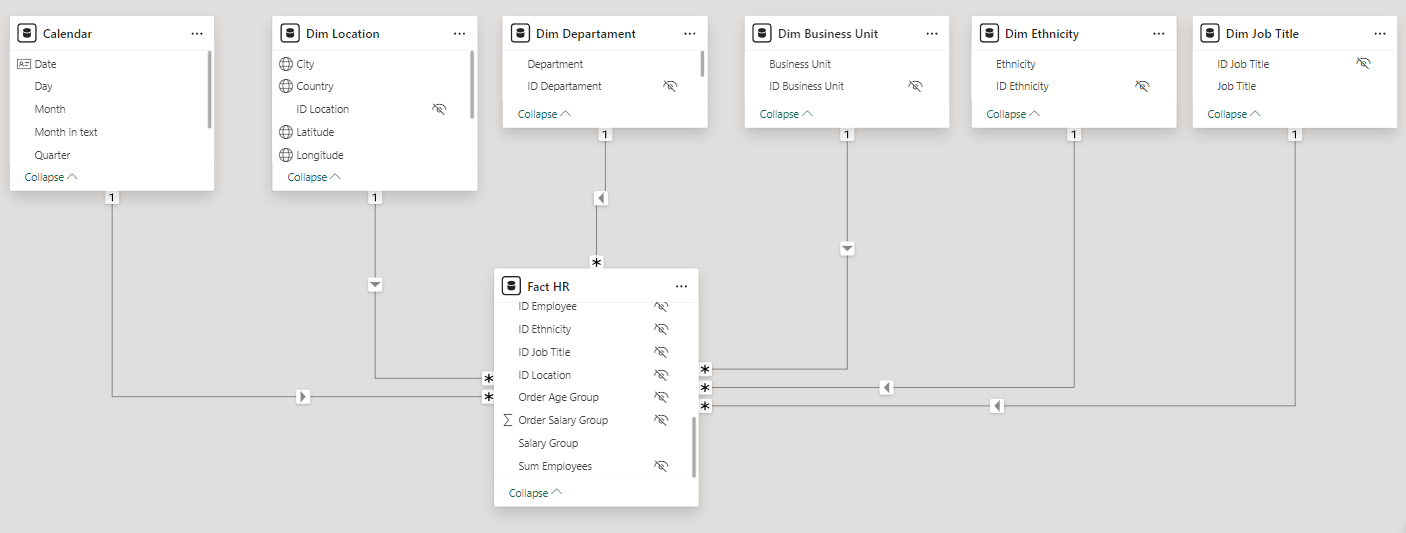 Calendar
Date
Day
Month
Month in text
Quarter
Collapse
Dim Location
City
Country
ID Location
Latitude
Longitude
Collapse
Dim Departament
Department
ID Departament
Collapse
Dim Business Unit
Business Unit
ID Business Unit
Collapse
Dim Ethnicity
Ethnicity
ID Ethnicity
Collapse
Dim Job Title
ID Job Title
Job Title
Collapse
1
1
1
1
1
1
*
*
*
*
*
*
Fact HR
ID Employee
ID Ethnicity
ID Job Title
ID Location
Order Age Group
Σ Order Salary Group
Salary Group
Sum Employees
Collapse